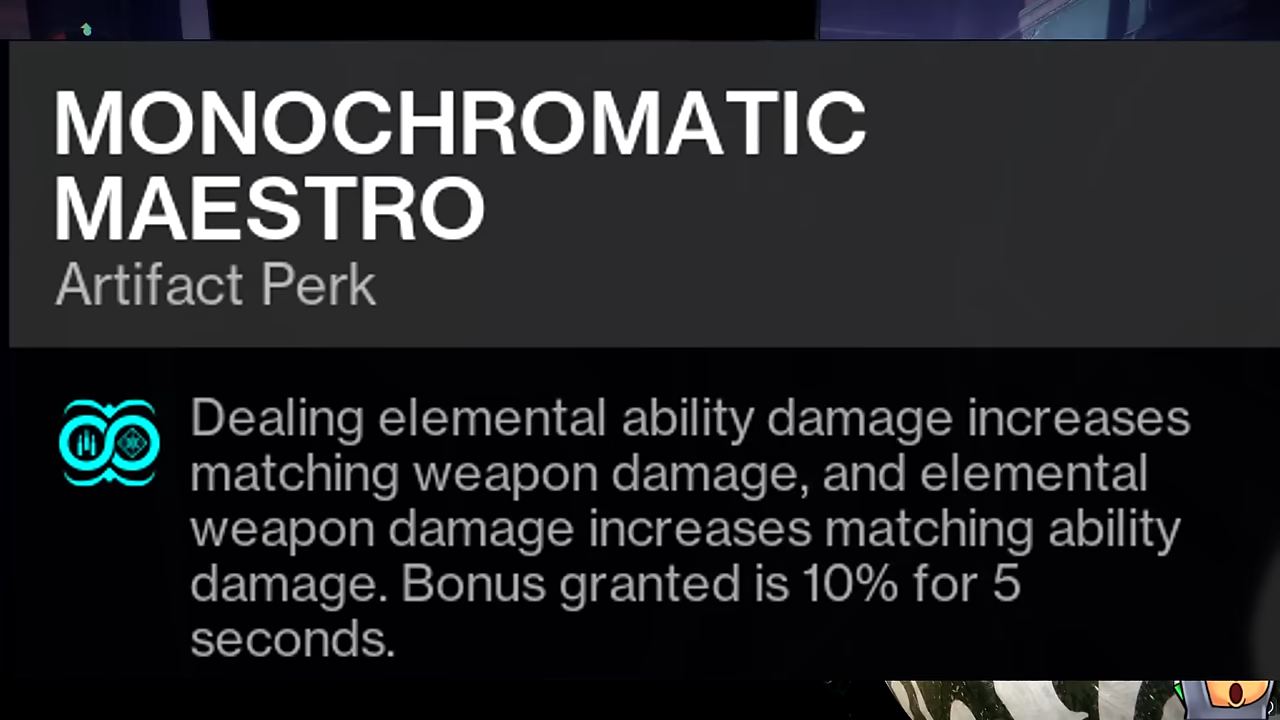 MONOCHROMATIC
MAESTRO
Artifact Perk
Dealing elemental ability damage increases
matching weapon damage, and elemental
weapon damage increases matching ability
damage. Bonus granted is 10% for 5
seconds.